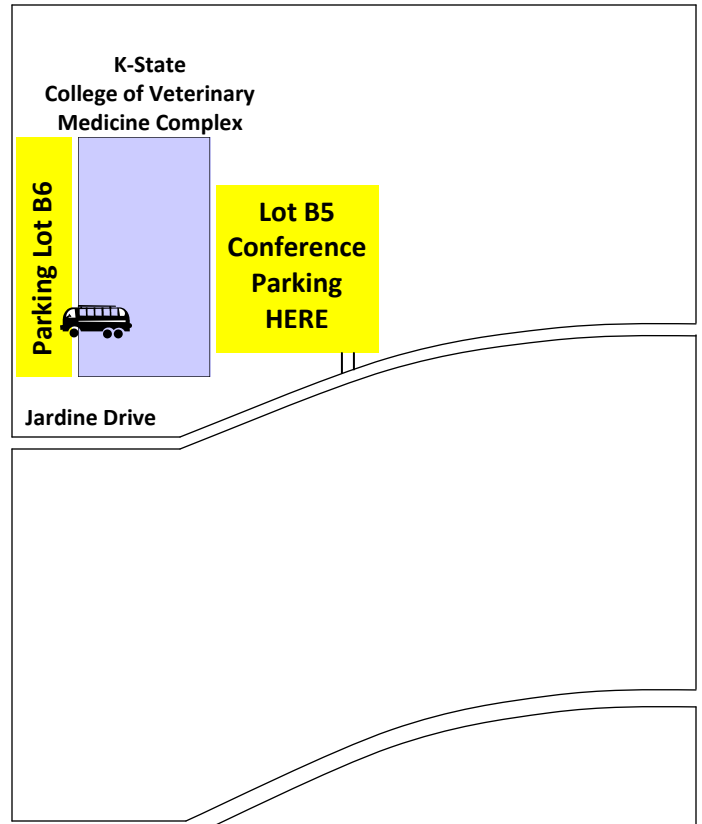 K-State
College of Veterinary
Medicine Complex
Parking Lot B6
Lot B5
Conference
Parking
HERE
Jardine Drive